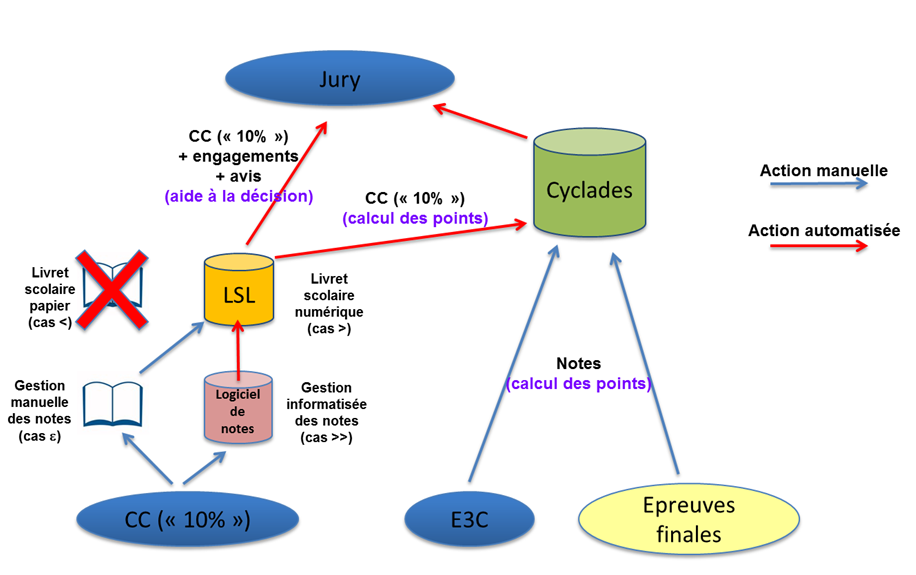 Jury
CC (« 10% »)
+ engagements
+ avis
(aide à la décision)
Cyclades
Action manuelle
Action automatisée
CC (« 10% »)
(calcul des points)
Livret
scolaire
papier
(cas <)
LSL
Livret
scolaire
numérique
(cas >)
Gestion
manuelle
des notes
(cas ε)
Logiciel
de
notes
Gestion
informatisée
des notes
(cas >>)
Notes
(calcul des points)
CC (« 10% »)
E3C
Epreuves
finales